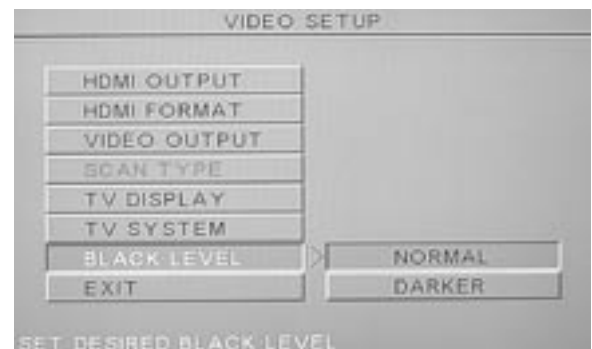 VIDEO SETUP
HDMI OUTPUT
HDMI FORMAT
VIDEO OUTPUT
SCAN TYPE
TV DISPLAY
TV SYSTEM
BLACK LEVEL
NORMAL
EXIT
DARKER
SET DESIRED BLACK LEVEL